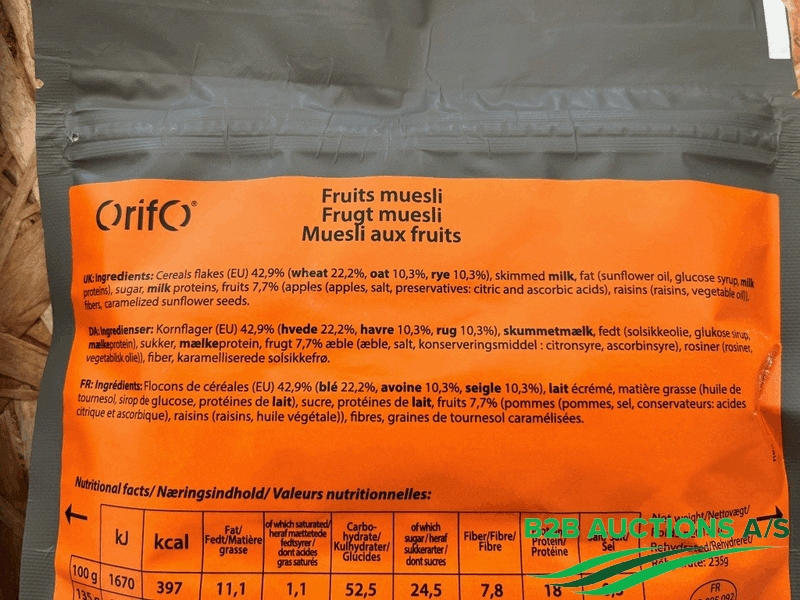 OrifO®
Fruits muesli
Frugt muesli
Muesli aux fruits
UK: Ingredients: Cereals flakes (EU) 42,9% (wheat 22,2%, oat 10,3%, rye 10,3%), skimmed milk, fat (sunflower oil, glucose syrup, milk
proteins), sugar, milk proteins, fruits 7,7% (apples (apples, salt, preservatives: citric and ascorbic acids), raisins (raisins, vegetable oil)),
fibers, caramelized sunflower seeds.
DA: Ingredienser: Kornflager (EU) 42,9% (hvede 22,2%, havre 10,3%, rug 10,3%), skummetmælk, fedt (solsikkeolie, glukose sirup,
mælkeprotein), sukker, mælkeprotein, frugt 7,7% æble (æble, salt, konserveringsmiddel : citronsyre, ascorbinsyre), rosiner (rosiner,
vegetabilsk olie)), fiber, karamelliserede solsikkefrø.
FR: Ingrédients: Flocons de céréales (EU) 42,9% (blé 22,2%, avoine 10,3%, seigle 10,3%), lait écrémé, matière grasse (huile de
tournesol, sirop de glucose, protéines de lait), sucre, protéines de lait, fruits 7,7% (pommes (pommes, sel, conservateurs: acides
citrique et ascorbique), raisins (raisins, huile végétale)), fibres, graines de tournesol caramélisées.
Nutritional facts/ Næringsindhold/ Valeurs nutritionnelles:
kJ
kcal
Fat/
Fedt/Matière
grasse
of which saturated/
heraf mættetede
fedtsyrer/
dont acides
gras saturés
Carbo-
hydrate/
Kulhydrater/
Glucides
of which
sugar/heraf
sukkerarter/
dont sucres
Fiber/Fibre/
Fibre
Protein/
Protéine
Sel
Net weight/Nettovægt/
Rehydrated/Rehydreret/
235g
100 g 1670 397 11,1 1,1 52,5 24,5 7,8 18
135g
FR
B2B AUCTIONS A/S